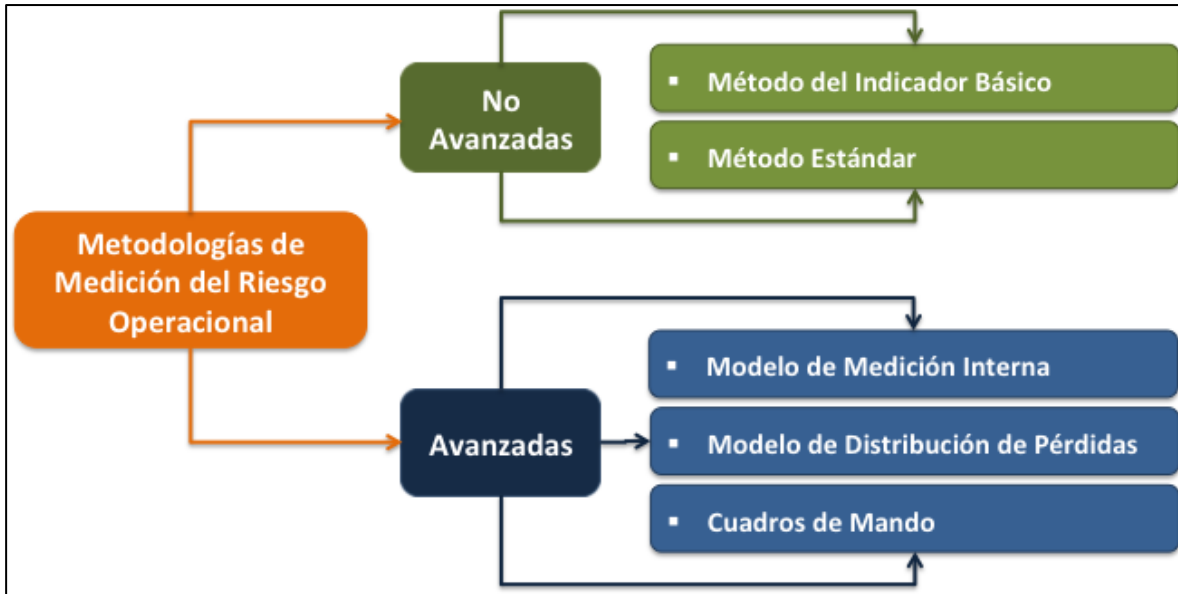 Metodologías de
Medición del Riesgo
Operacional
No
Avanzadas
▪ Método del Indicador Básico
▪ Método Estándar
Avanzadas
▪ Modelo de Medición Interna
▪ Modelo de Distribución de Pérdidas
▪ Cuadros de Mando